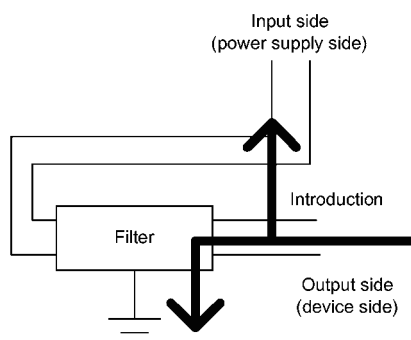 Input side
(power supply side)
Introduction
Filter
Output side
(device side)